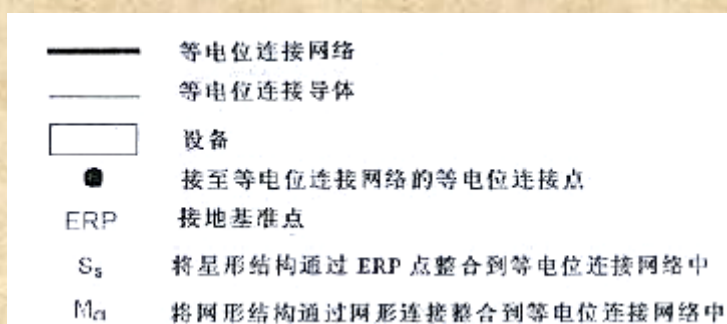 等电位连接网络
等电位连接导体
设备
接至等电位连接网络的等电位连接点
ERP 接地基准点
Ss 将星形结构通过 ERP 点整合到等电位连接网络中
Mm 将网形结构通过网形连接整合到等电位连接网络中